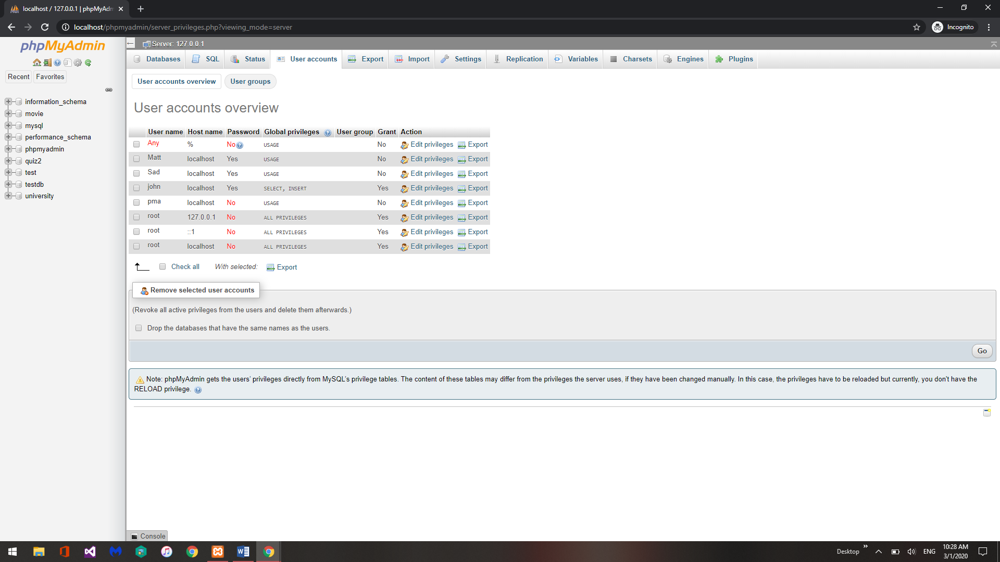 localhost / 127.0.0.1 | phpMyAdm
localhost/phpmyadmin/server_privileges.php?viewing_mode=server
Incognito
phpMyAdmin
Recent Favorites
information_schema
movie
mysql
performance_schema
phpmyadmin
quiz2
test
testdb
university
Server: 127.0.0.1
Databases SQL Status User accounts Export Import Settings Replication Variables Charsets Engines Plugins
User accounts overview User groups
User accounts overview
User name Host name Password Global privileges User group Grant Action
Any % No USAGE No Edit privileges Export
Matt localhost Yes USAGE No Edit privileges Export
Sad localhost Yes USAGE No Edit privileges Export
john localhost Yes SELECT, INSERT Yes Edit privileges Export
pma localhost No USAGE No Edit privileges Export
root 127.0.0.1 No ALL PRIVILEGES Yes Edit privileges Export
root ::1 No ALL PRIVILEGES Yes Edit privileges Export
root localhost No ALL PRIVILEGES Yes Edit privileges Export
Check all With selected: Export
Remove selected user accounts
(Revoke all active privileges from the users and delete them afterwards.)
Drop the databases that have the same names as the users.
Go
Note: phpMyAdmin gets the users’ privileges directly from MySQL’s privilege tables. The content of these tables may differ from the privileges the server uses, if they have been changed manually. In this case, the privileges have to be reloaded but currently, you don’t have the
RELOAD privilege.
Console
Desktop » ENG
10:28 AM
3/1/2020